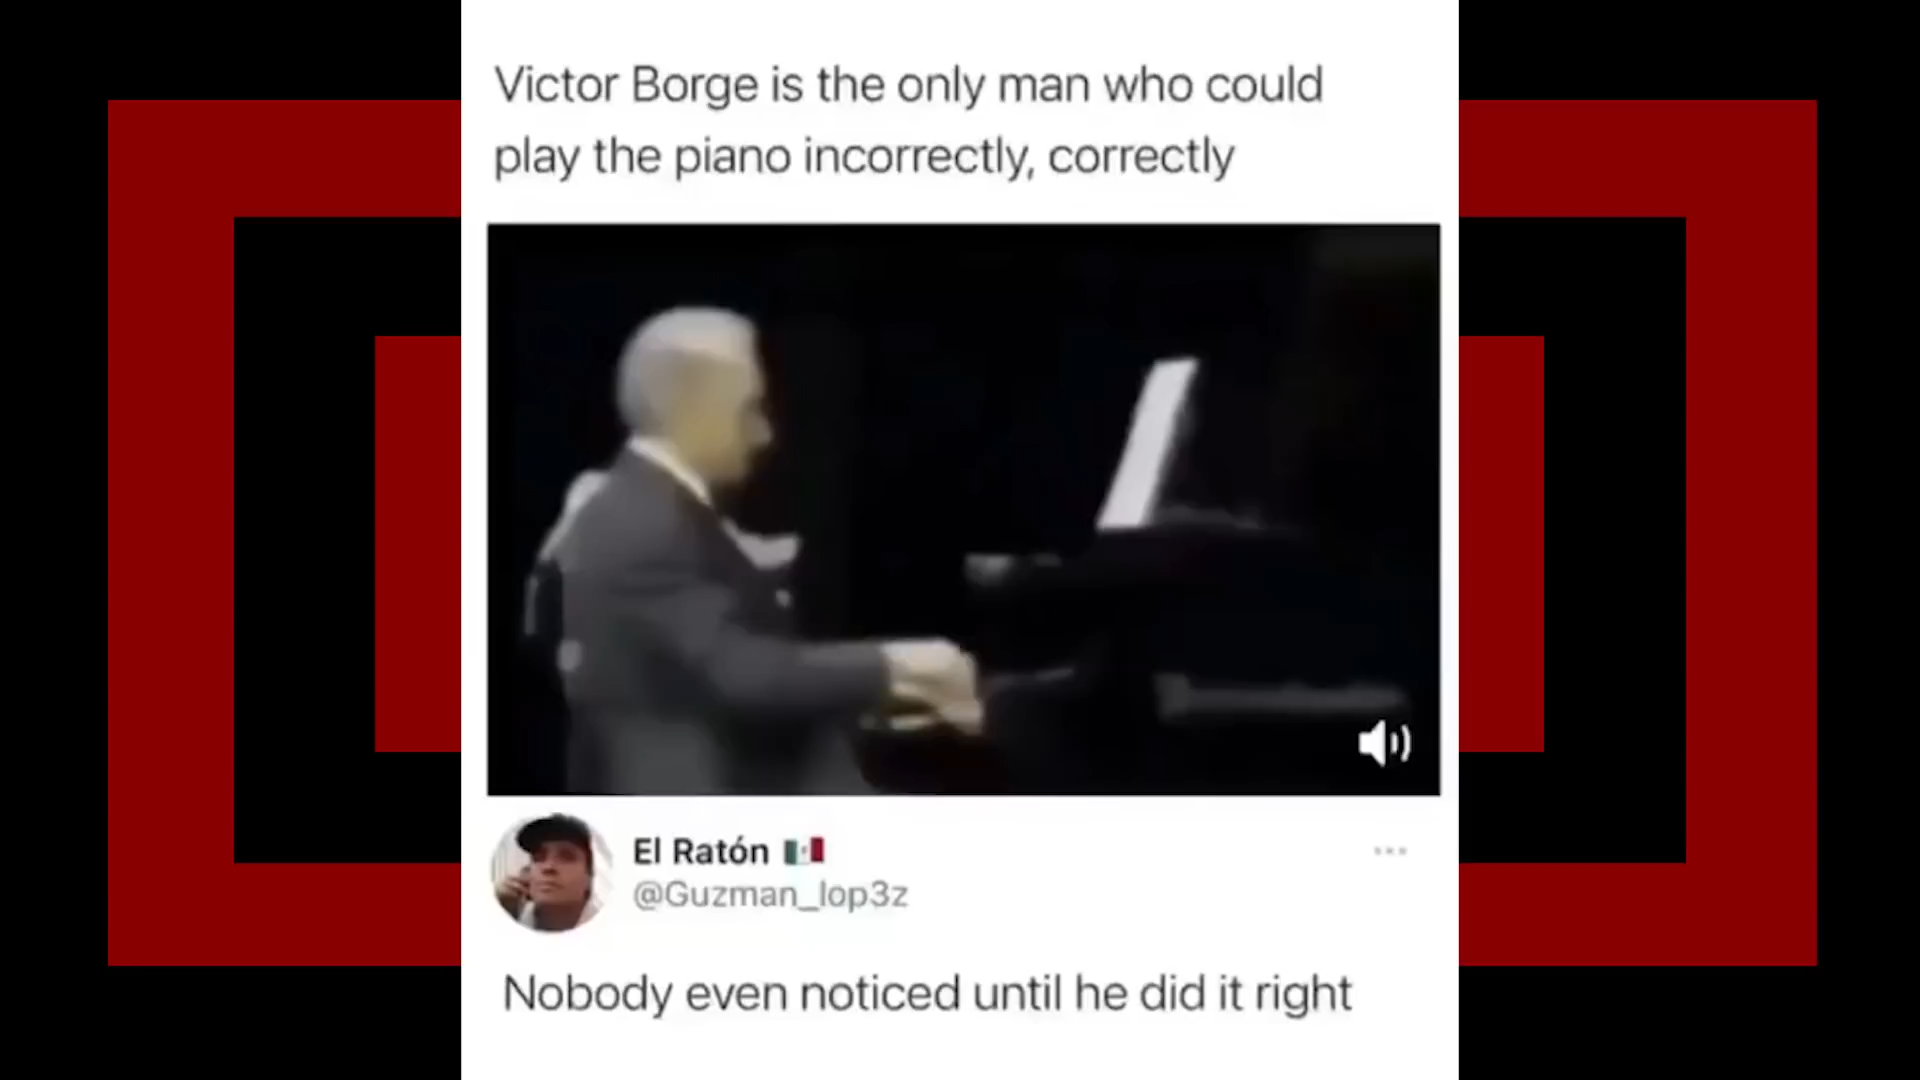 Victor Borge is the only man who could
play the piano incorrectly, correctly
El Ratón 🇲🇽
@Guzman_lop3z
Nobody even noticed until he did it right